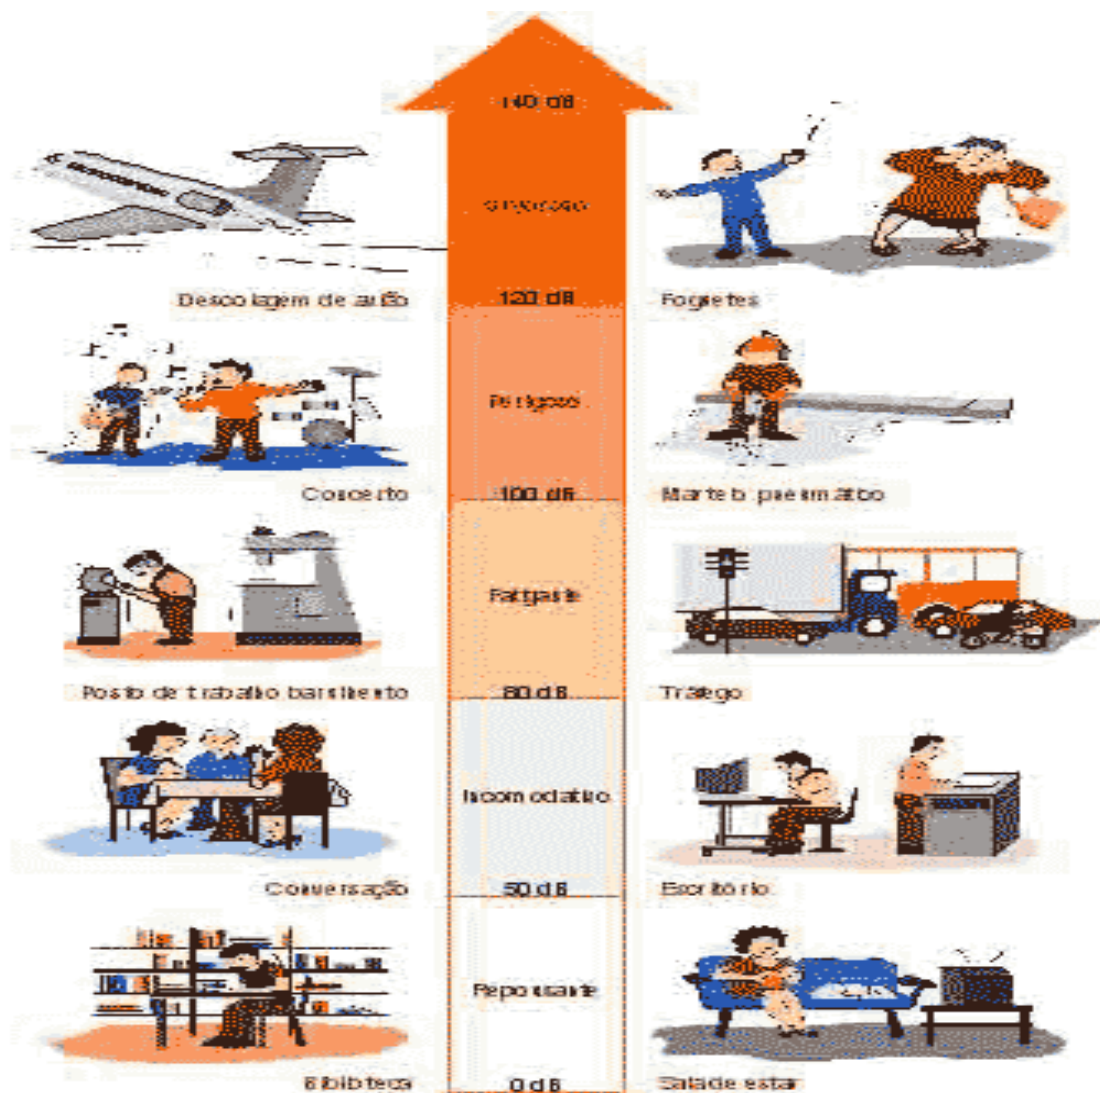 140 dB
Descolagem de avião 120 dB Foguetes
Perigoso
Concerto 100 dB Martelo pneumático
Fatigante
Posto de trabalho barulhento 80 dB Tráfego
Incomodativo
Conversação 50 dB Escritório
Repousante
Biblioteca 0 dB Sala de estar